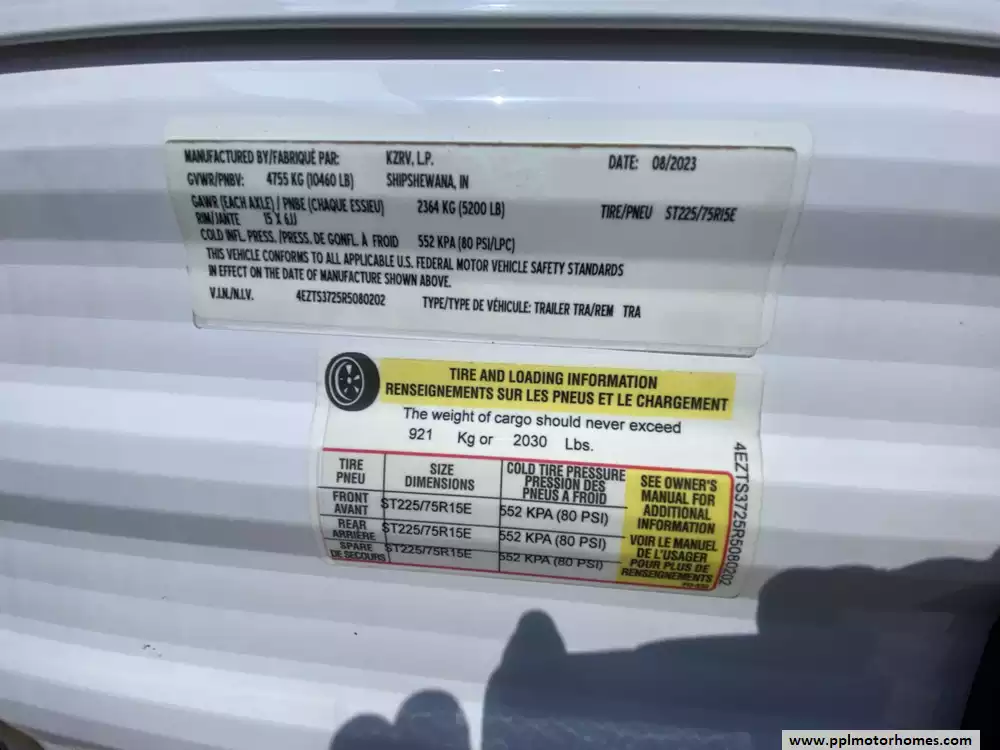 MANUFACTURED BY/FABRIQUÉ PAR: KZRV, L.P. DATE: 08/2023
GVWR/PNBV: 4755 KG (10460 LB) SHIPSHEWANA, IN
GAWR (EACH AXLE) / PNBE (CHAQUE ESSIEU) 2364 KG (5200 LB) TIRE/PNEU ST225/75R15E
RIM/JANTE 15 X 6JJ
COLD INFL. PRESS. /PRESS. DE GONFL. À FROID 552 KPA (80 PSI/LPC)
THIS VEHICLE CONFORMS TO ALL APPLICABLE U.S. FEDERAL MOTOR VEHICLE SAFETY STANDARDS
IN EFFECT ON THE DATE OF MANUFACTURE SHOWN ABOVE.
V.I.N./N.I.V. 4EZTS3725R5080202 TYPE/TYPE DE VÉHICULE: TRAILER TRA/REM TRA
TIRE AND LOADING INFORMATION
RENSEIGNEMENTS SUR LES PNEUS ET LE CHARGEMENT
The weight of cargo should never exceed
921 Kg or 2030 Lbs.
TIRE
PNEU
SIZE
DIMENSIONS
COLD TIRE PRESSURE
PRESSION DES
PNEUS A FROID
FRONT
AVANT
ST225/75R15E
552 KPA (80 PSI)
REAR
ARRIÈRE
ST225/75R15E
552 KPA (80 PSI)
SPARE
DE SECOURS
ST225/75R15E
552 KPA (80 PSI)
SEE OWNER'S
MANUAL FOR
ADDITIONAL
INFORMATION
VOIR LE MANUEL
DE L'USAGER
POUR PLUS DE
RENSEIGNEMENTS
4EZTS3725R5080202
www.pplmotorhomes.com